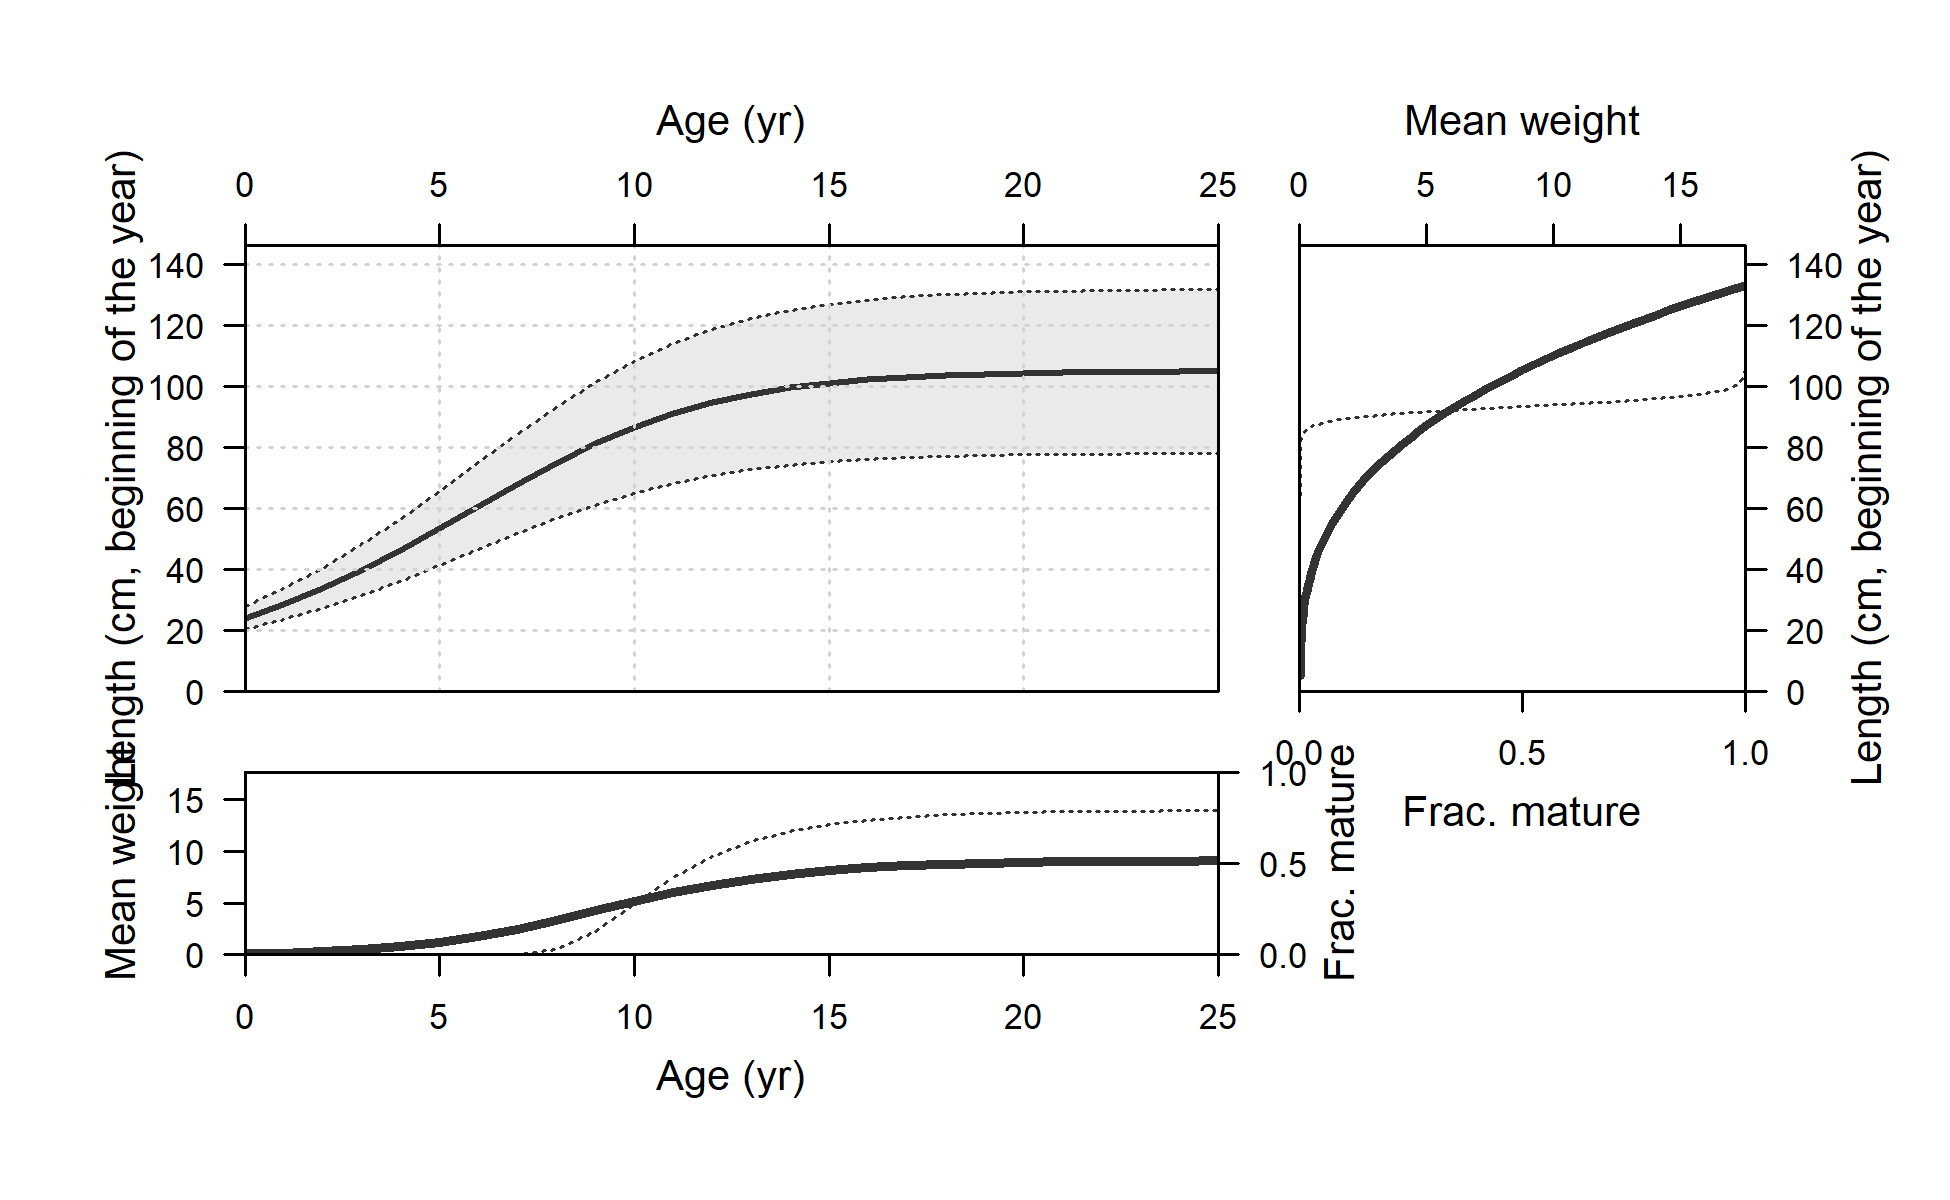 Age (yr)
0 5 10 15 20 25
Length (cm, beginning of the year)
140
120
100
80
60
40
20
0
Mean weight
0 5 10 15
140
120
100
80
60
40
20
0
Length (cm, beginning of the year)
0.0 0.5 1.0
Frac. mature
Mean weight
15
10
5
0
1.0
0.5
0.0
Frac. mature
0 5 10 15 20 25
Age (yr)